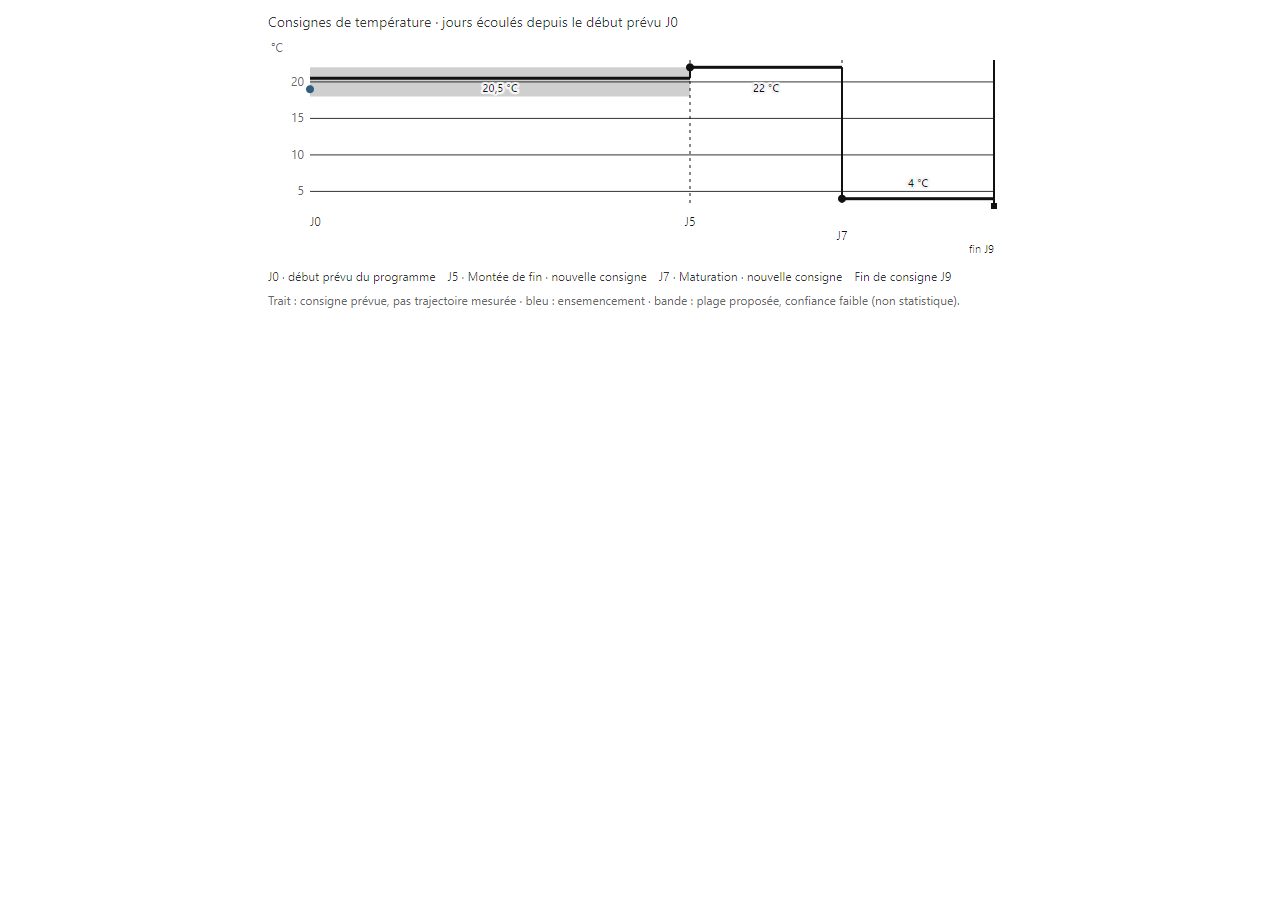 Consignes de température · jours écoulés depuis le début prévu J0
°C
20
20,5 °C
22 °C
15
10
4 °C
5
J0
J5
J7
fin J9
J0 · début prévu du programme J5 · Montée de fin · nouvelle consigne J7 · Maturation · nouvelle consigne Fin de consigne J9
Trait : consigne prévue, pas trajectoire mesurée · bleu : ensemencement · bande : plage proposée, confiance faible (non statistique).